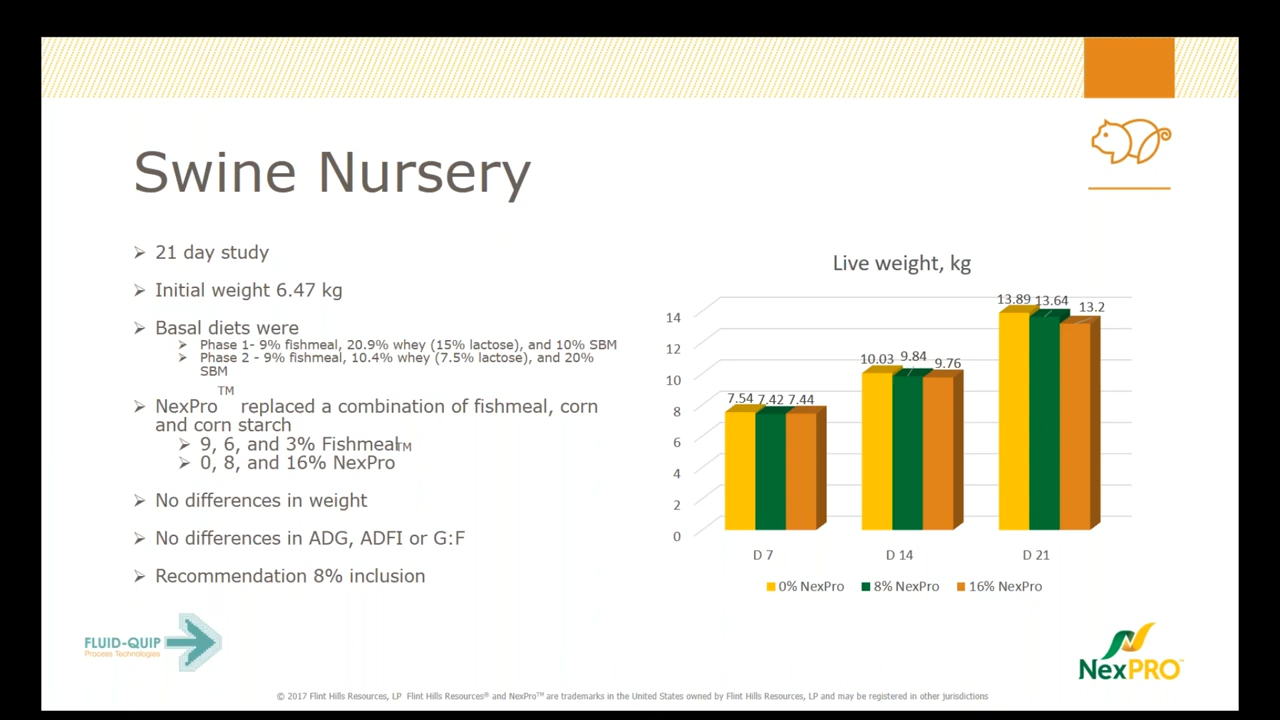 Swine Nursery
21 day study
Initial weight 6.47 kg
Basal diets were
Phase 1- 9% fishmeal, 20.9% whey (15% lactose), and 10% SBM
Phase 2 - 9% fishmeal, 10.4% whey (7.5% lactose), and 20%
SBM
NexPro™ replaced a combination of fishmeal, corn
and corn starch
9, 6, and 3% Fishmeal
0, 8, and 16% NexPro™
No differences in weight
No differences in ADG, ADFI or G:F
Recommendation 8% inclusion
Live weight, kg
14
12
10
8
6
4
2
0
7.54 7.42 7.44
10.03 9.84 9.76
13.89 13.64 13.2
D 7 D 14 D 21
0% NexPro 8% NexPro 16% NexPro
FLUID-QUIP
Process Technologies
NexPRO™
© 2017 Flint Hills Resources, LP Flint Hills Resources® and NexPro™ are trademarks in the United States owned by Flint Hills Resources, LP and may be registered in other jurisdictions